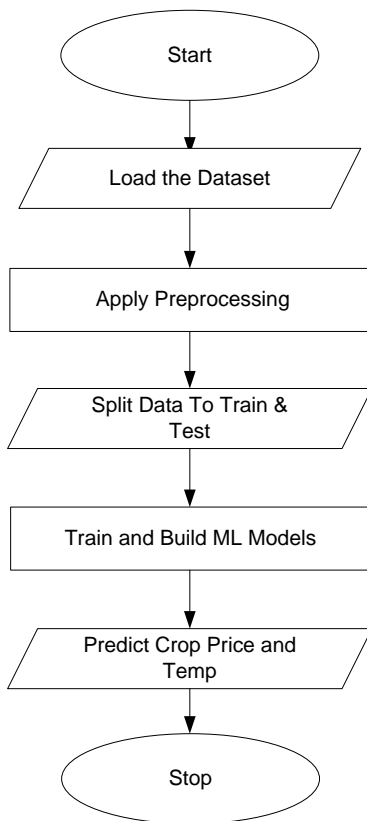 Start
Load the Dataset
Apply Preprocessing
Split Data To Train &
Test
Train and Build ML Models
Predict Crop Price and
Temp
Stop